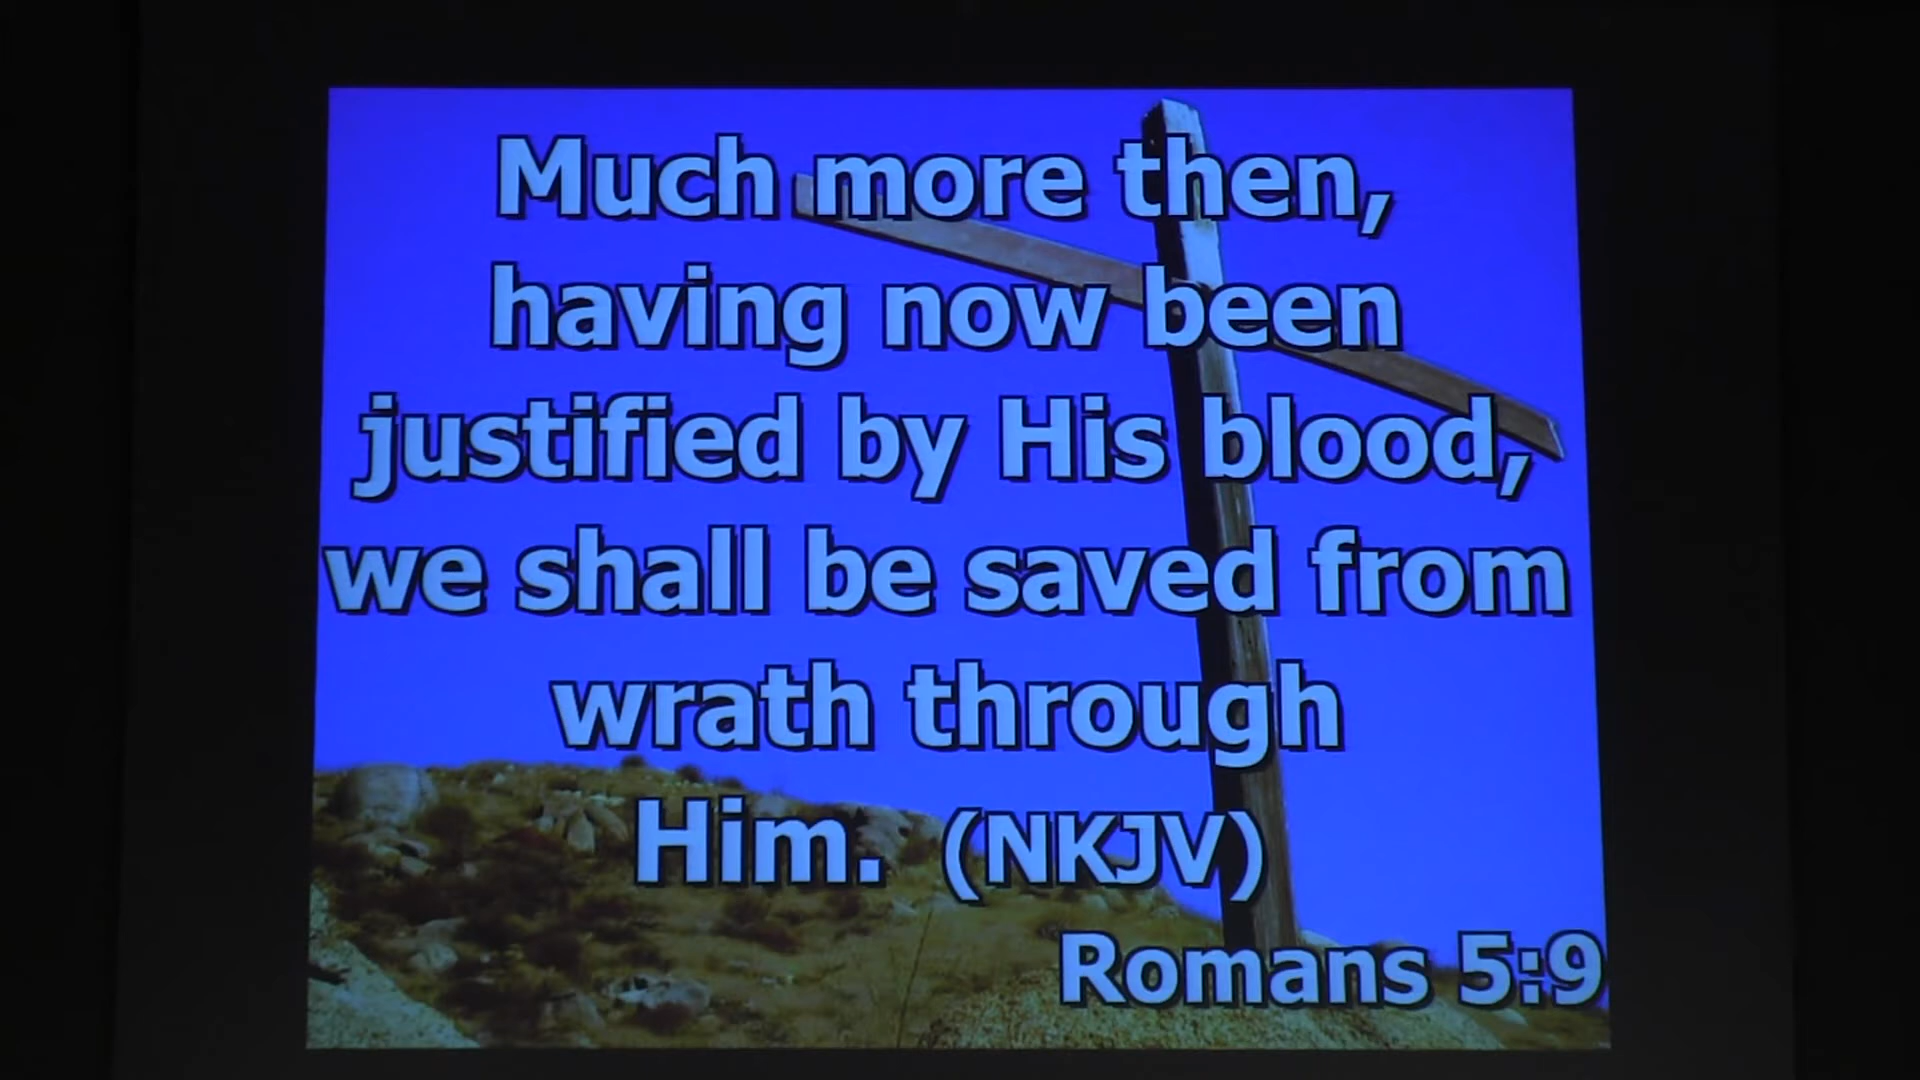 Much more then,
having now been
justified by His blood,
we shall be saved from
wrath through
Him. (NKJV)
Romans 5:9